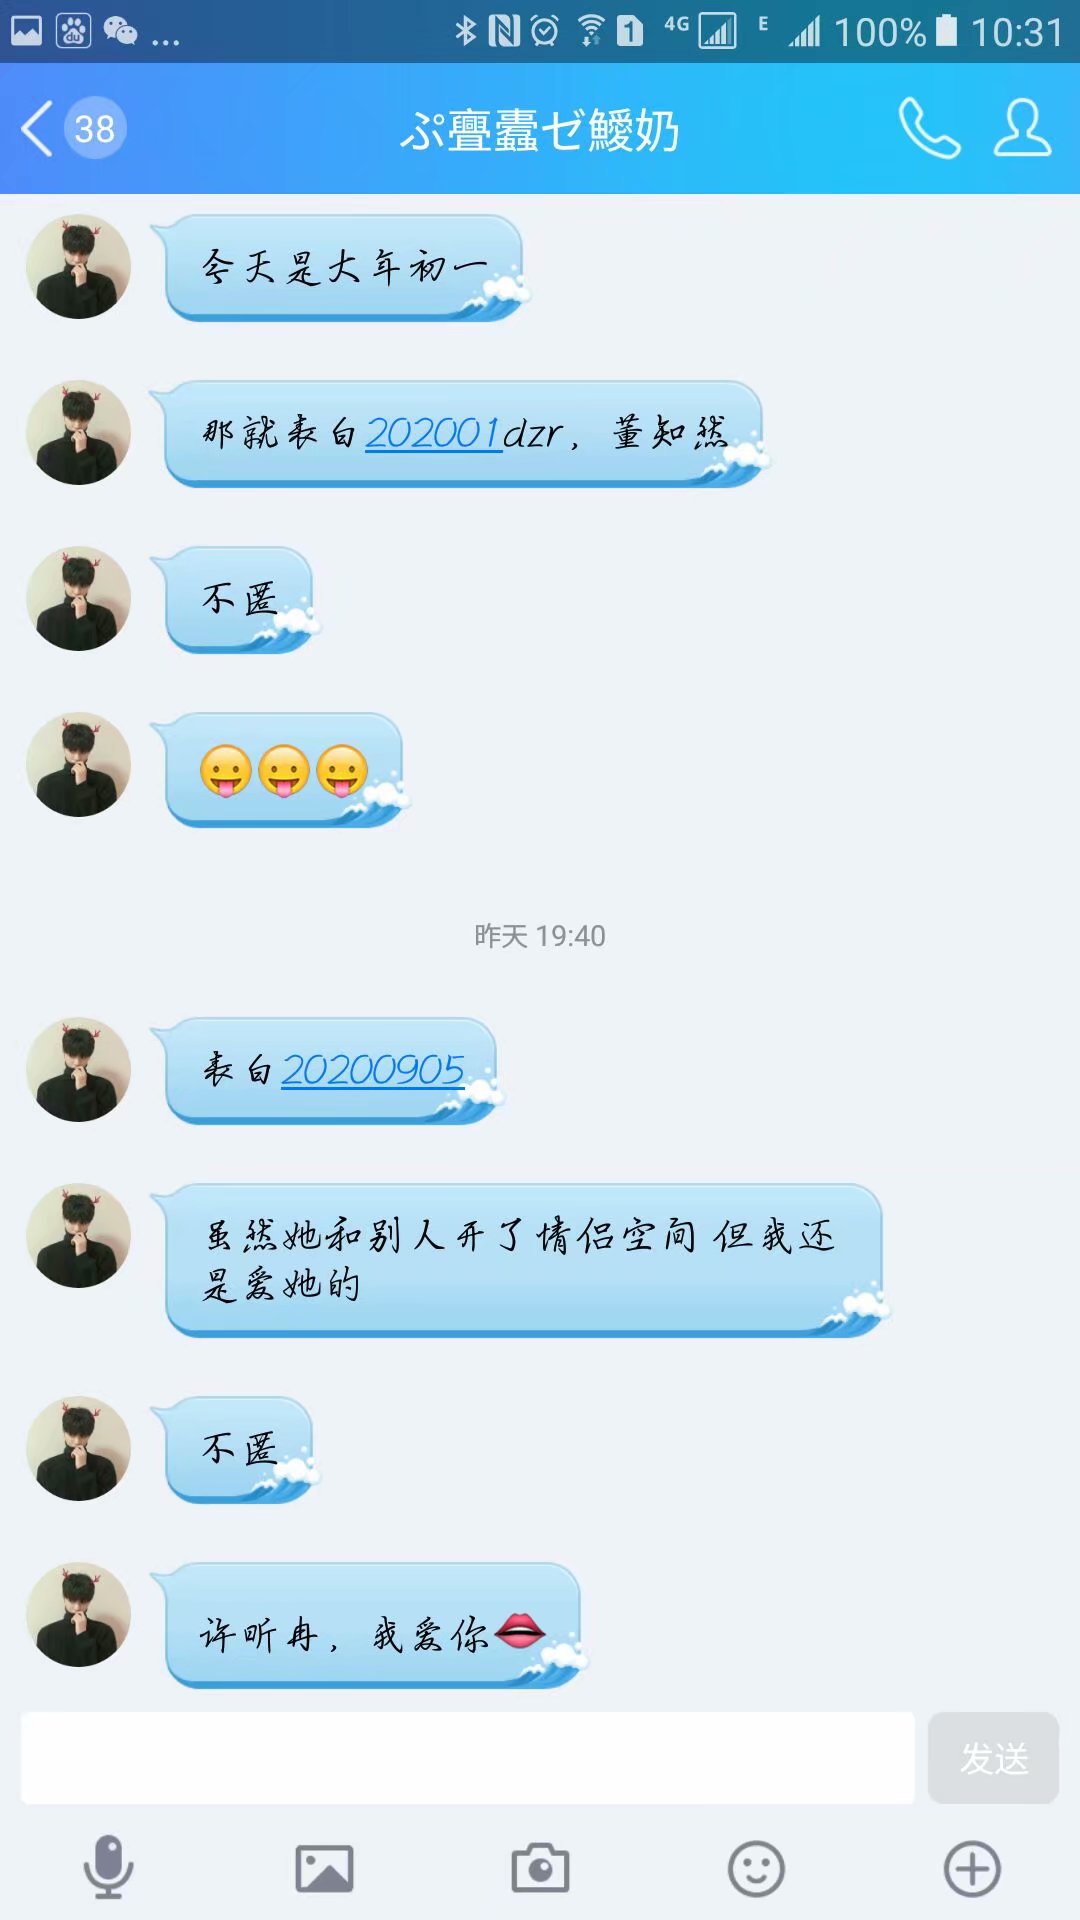 ... 1 4G E 100% 10:31
38 ぷ亹蠹ゼ鑀奶
今天是大年初一
那就表白202001dzr，董知然
不匿
昨天 19:40
表白20200905
虽然她和别人开了情侣空间 但我还
是爱她的
不匿
许昕冉，我爱你
发送